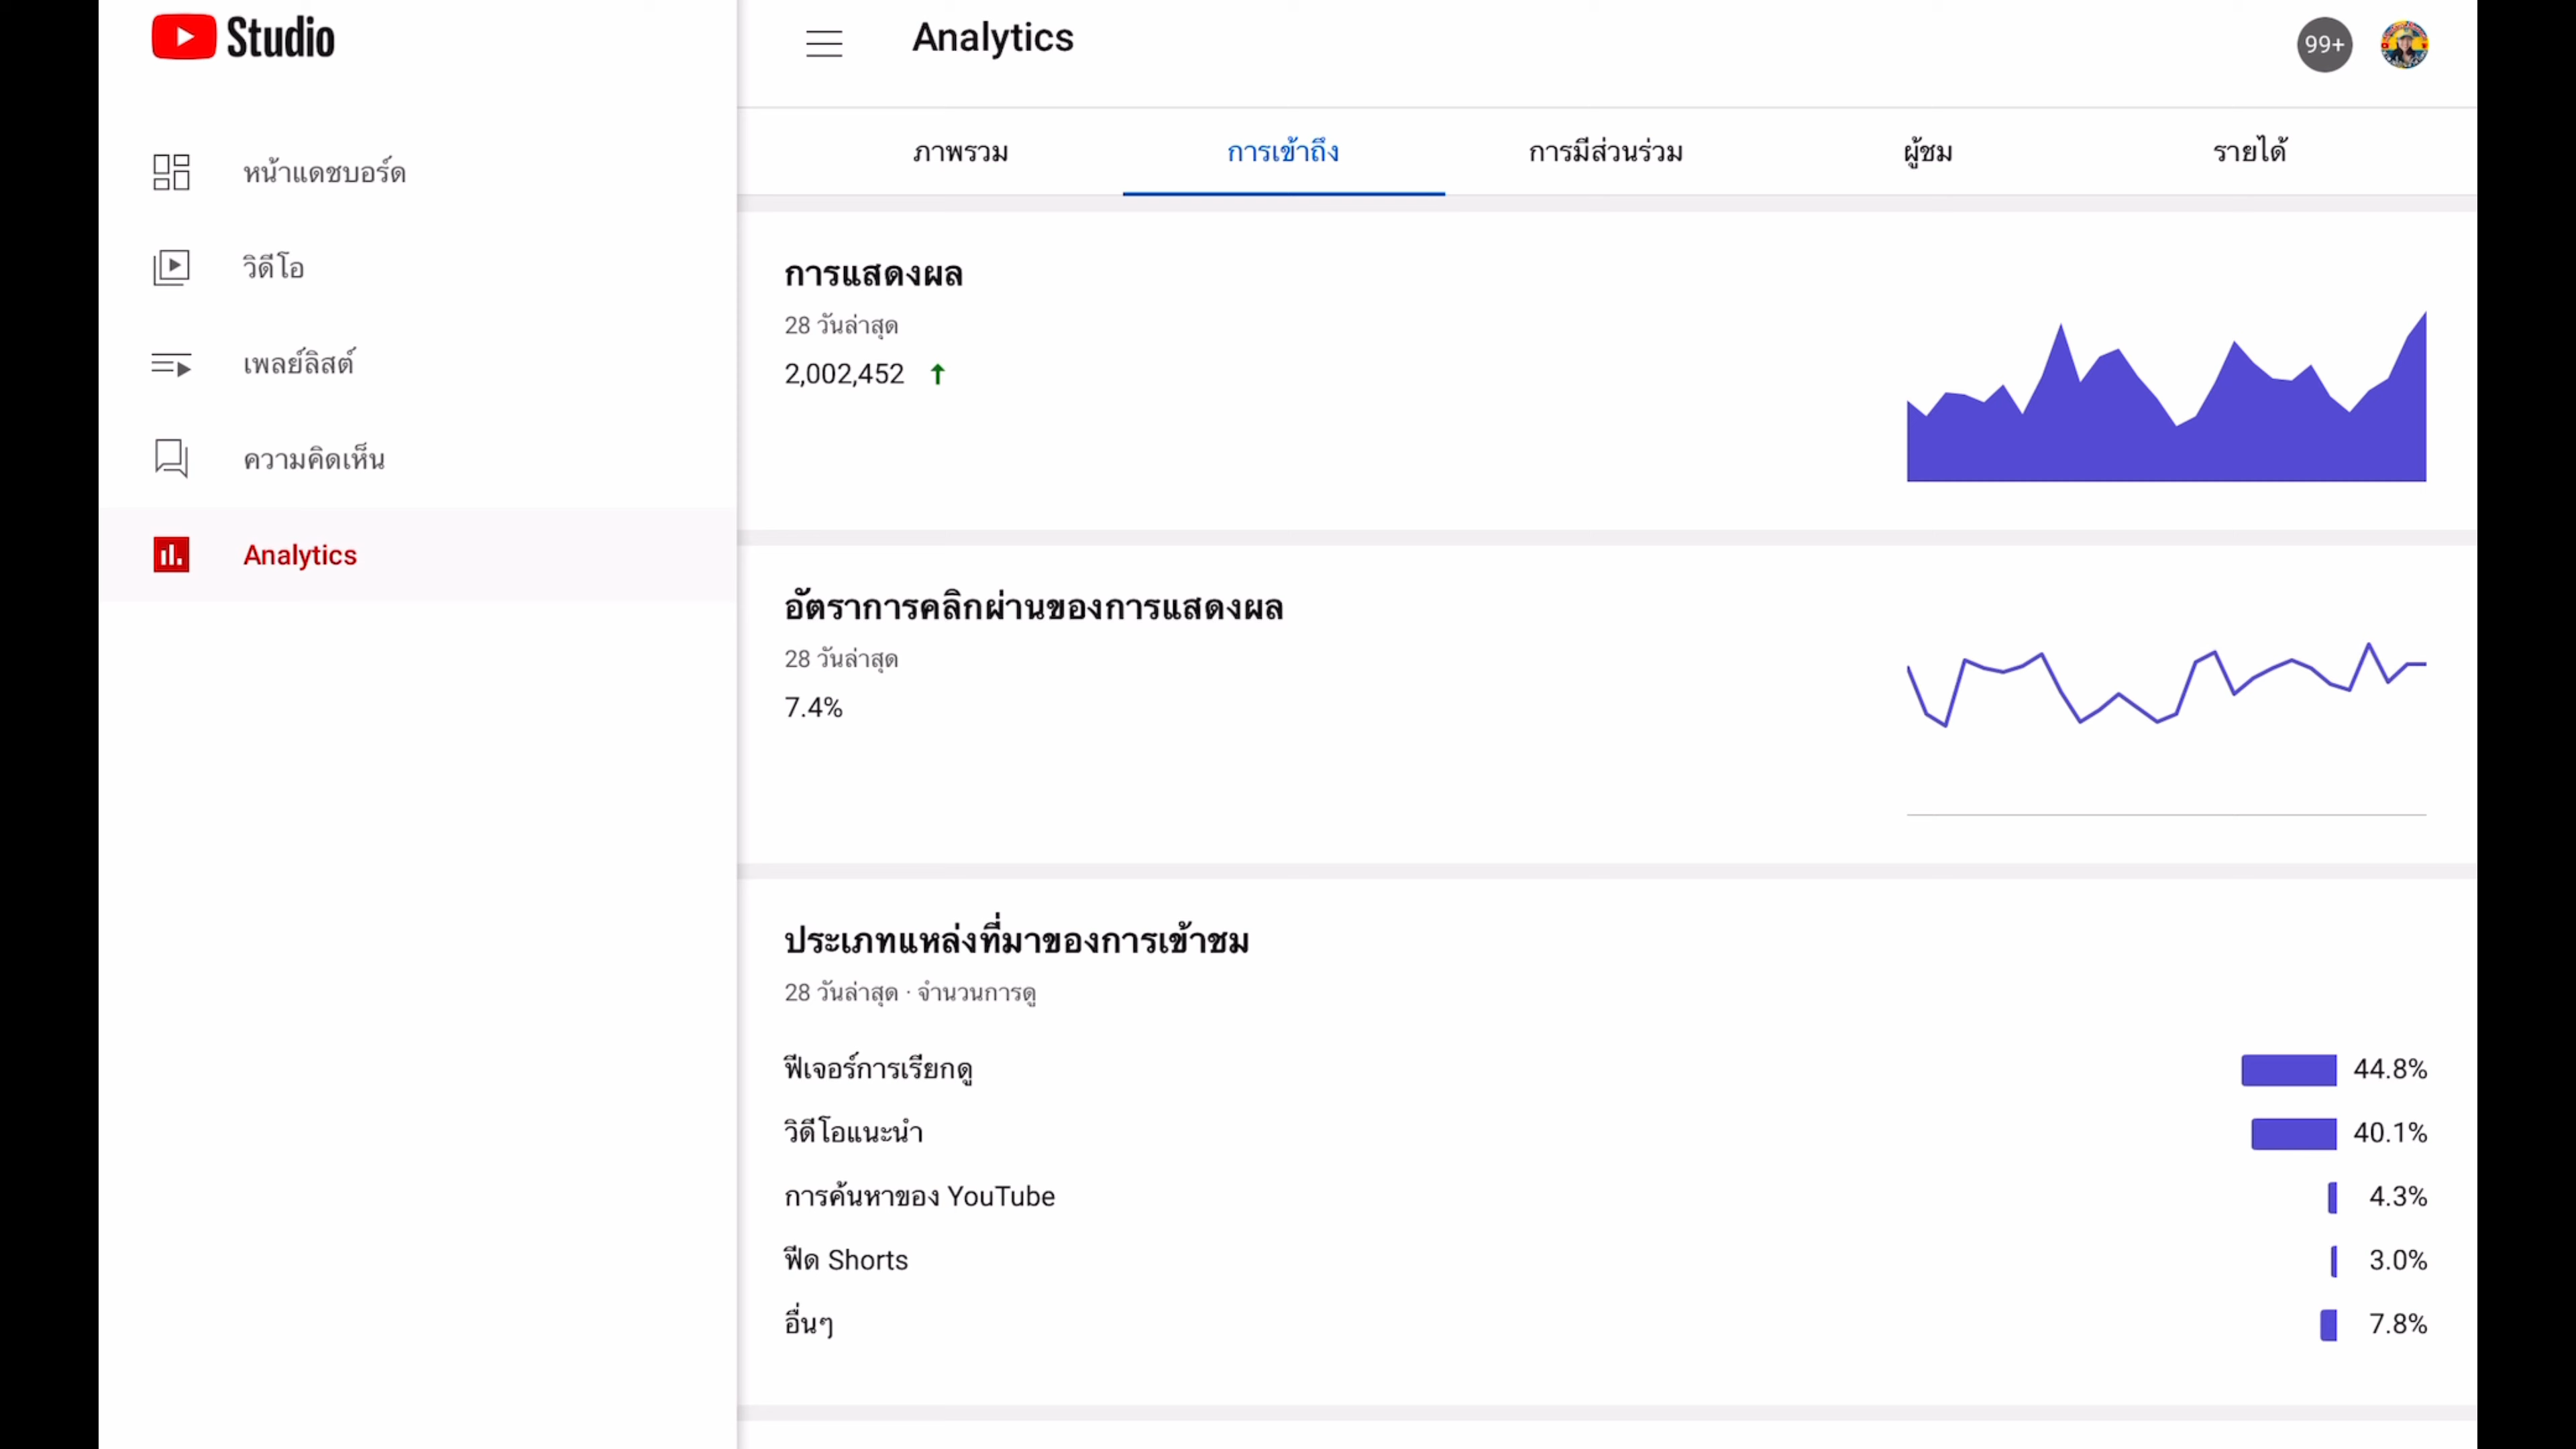 Studio
หน้าแดชบอร์ด
วิดีโอ
เพลย์ลิสต์
ความคิดเห็น
Analytics
Analytics
99+
ภาพรวม
การเข้าถึง
การมีส่วนร่วม
ผู้ชม
รายได้
การแสดงผล
28 วันล่าสุด
2,002,452
อัตราการคลิกผ่านของการแสดงผล
28 วันล่าสุด
7.4%
ประเภทแหล่งที่มาของการเข้าชม
28 วันล่าสุด · จำนวนการดู
ฟีเจอร์การเรียกดู 44.8%
วิดีโอแนะนำ 40.1%
การค้นหาของ YouTube 4.3%
ฟีด Shorts 3.0%
อื่นๆ 7.8%